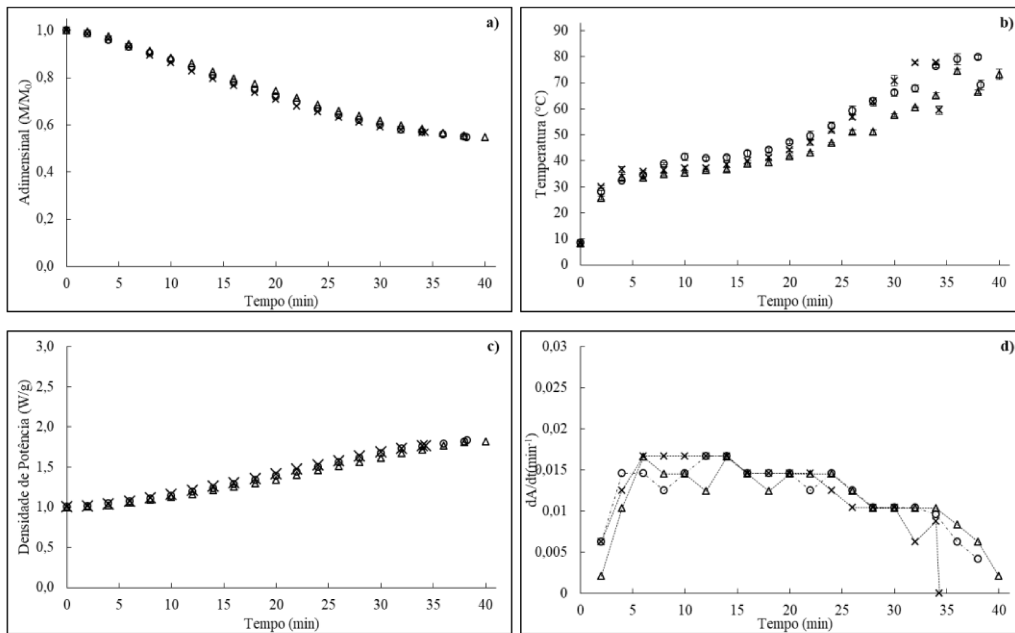 a)
1,0
0,8
0,6
0,4
0,2
0,0
Adimensinal (M/M₀)
0 5 10 15 20 25 30 35 40
Tempo (min)
b)
90
80
70
60
50
40
30
20
10
0
Temperatura (°C)
0 5 10 15 20 25 30 35 40
Tempo (min)
c)
3,0
2,5
2,0
1,5
1,0
0,5
0,0
Densidade de Potência (W/g)
0 5 10 15 20 25 30 35 40
Tempo (min)
d)
0,03
0,025
0,02
0,015
0,01
0,005
0
dA/dt(min⁻¹)
0 5 10 15 20 25 30 35 40
Tempo (min)